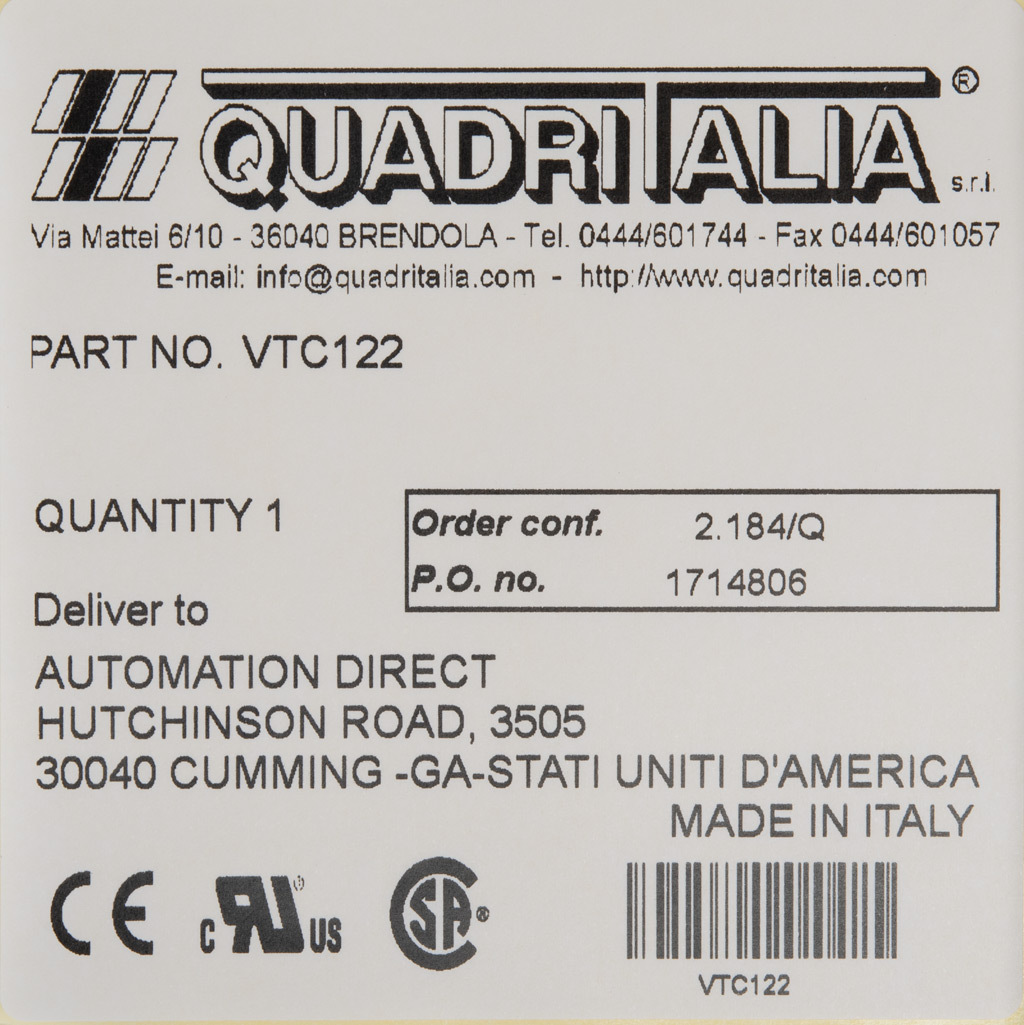 QUADRITALIA ® s.r.l.
Via Mattei 6/10 - 36040 BRENDOLA - Tel. 0444/601744 - Fax 0444/601057
E-mail: info@quadritalia.com - http://www.quadritalia.com
PART NO. VTC122
QUANTITY 1
Order conf. 2.184/Q
P.O. no. 1714806
Deliver to
AUTOMATION DIRECT
HUTCHINSON ROAD, 3505
30040 CUMMING -GA-STATI UNITI D'AMERICA
MADE IN ITALY
CE c RU ® US SA ®
VTC122